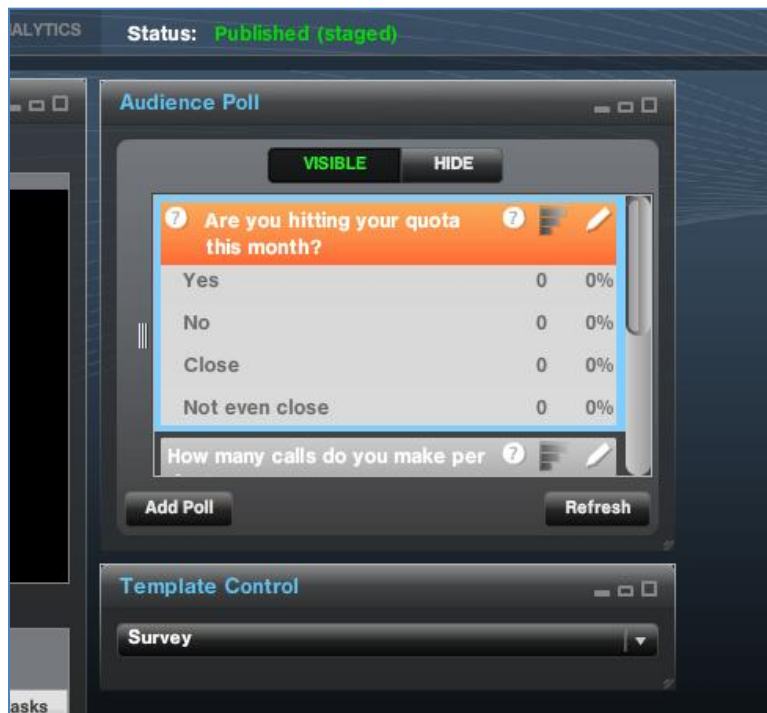 ALYTICS
Status: Published (staged)
Audience Poll
VISIBLE HIDE
? Are you hitting your quota ?
this month?
Yes 0 0%
No 0 0%
Close 0 0%
Not even close 0 0%
How many calls do you make per ?
Add Poll Refresh
Template Control
Survey
asks